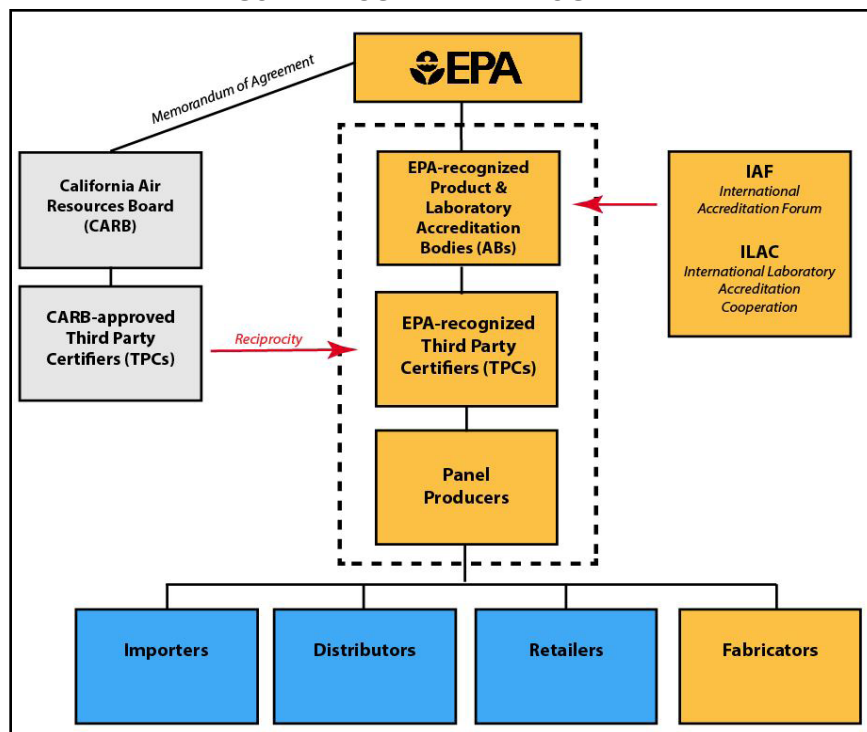 EPA
Memorandum of Agreement
California Air
Resources Board
(CARB)
EPA-recognized
Product &
Laboratory
Accreditation
Bodies (ABs)
IAF
International
Accreditation Forum
ILAC
International Laboratory
Accreditation
Cooperation
CARB-approved
Third Party
Certifiers (TPCs)
Reciprocity
EPA-recognized
Third Party
Certifiers (TPCs)
Panel
Producers
Importers
Distributors
Retailers
Fabricators